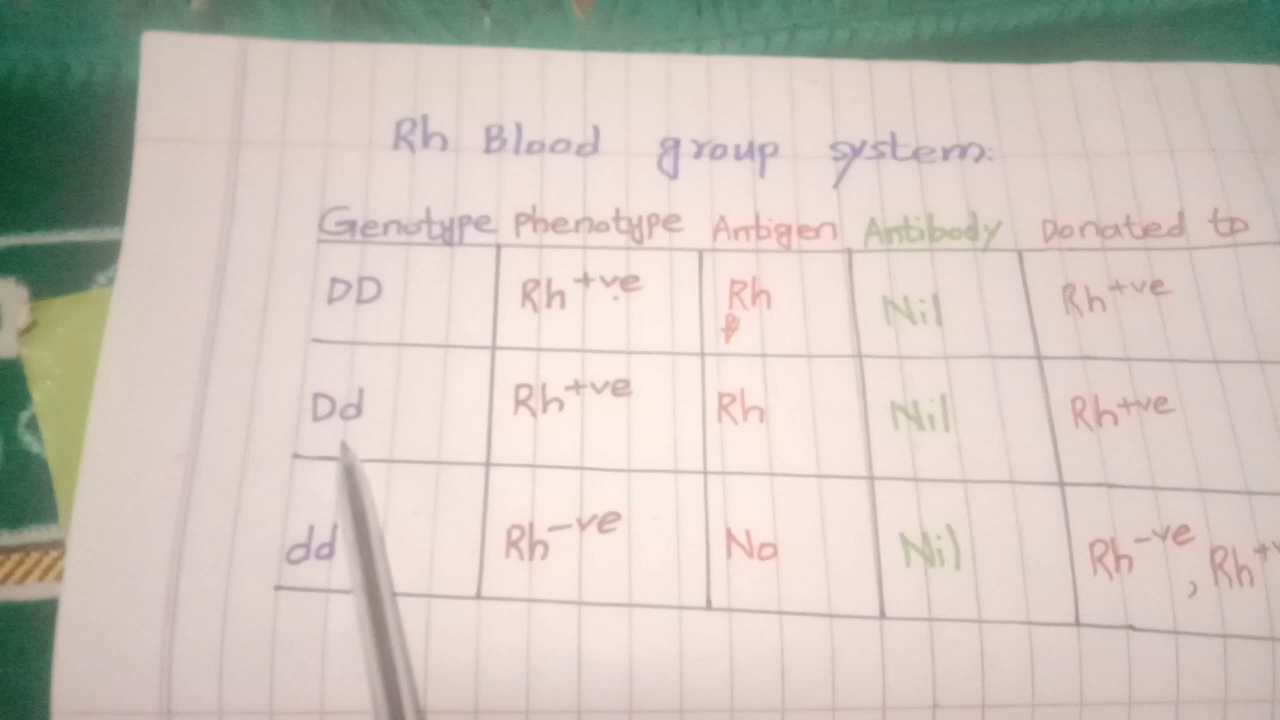 Rh Blood group system:
Genotype Phenotype Antigen Antibody Donated to
DD Rh+ve Rh Nil Rh+ve
Dd Rh+ve Rh Nil Rh+ve
dd Rh-ve No Nil Rh-ve, Rh+v